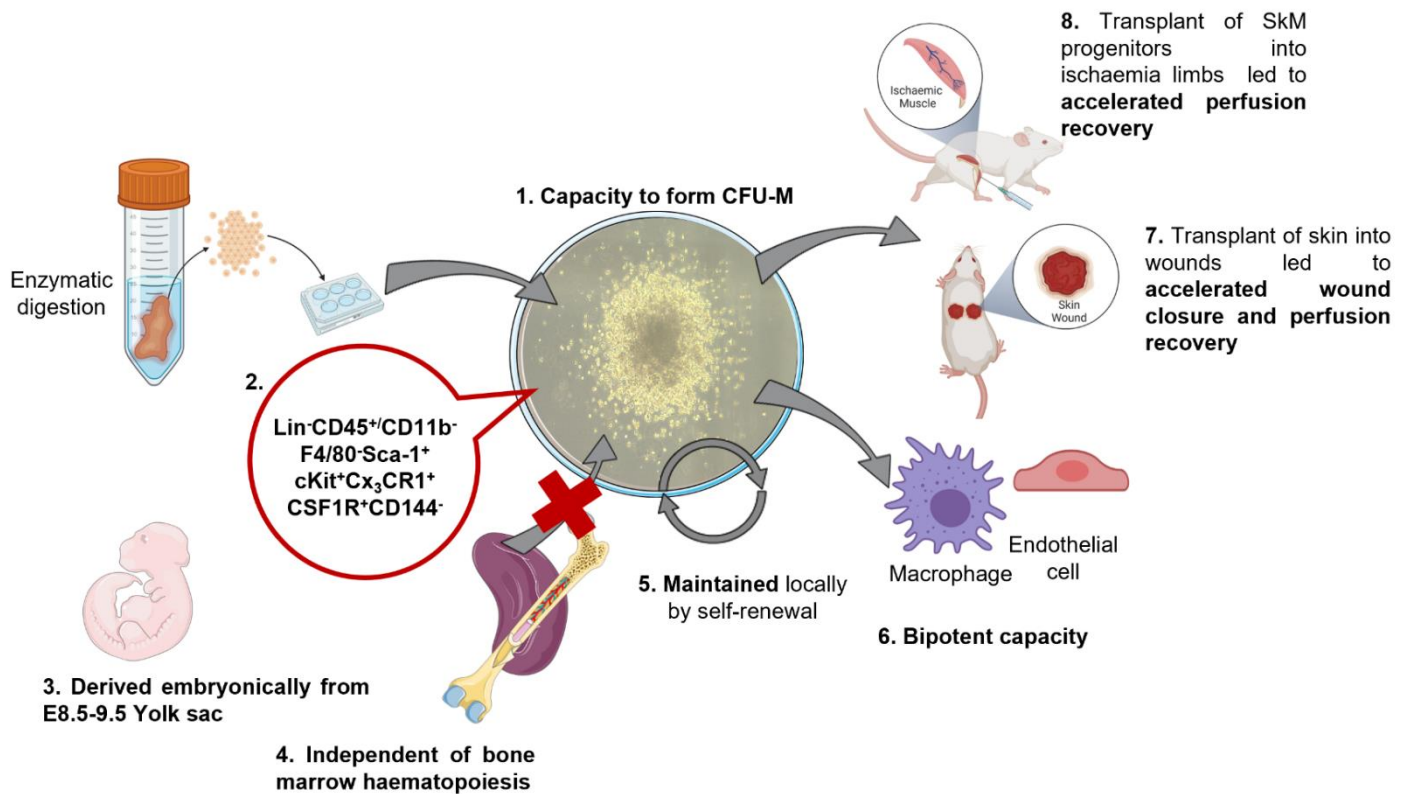 8. Transplant of SkM
progenitors into
ischaemia limbs led to
accelerated perfusion
recovery
Ischaemic
Muscle
1. Capacity to form CFU-M
Enzymatic
digestion
7. Transplant of skin into
wounds led to
accelerated wound
closure and perfusion
recovery
Skin
Wound
2.
Lin⁻CD45⁺/CD11b⁻
F4/80⁻Sca-1⁺
cKit⁺Cx₃CR1⁺
CSF1R⁺CD144⁻
Macrophage
Endothelial
cell
5. Maintained locally
by self-renewal
6. Bipotent capacity
3. Derived embryonically from
E8.5-9.5 Yolk sac
4. Independent of bone
marrow haematopoiesis